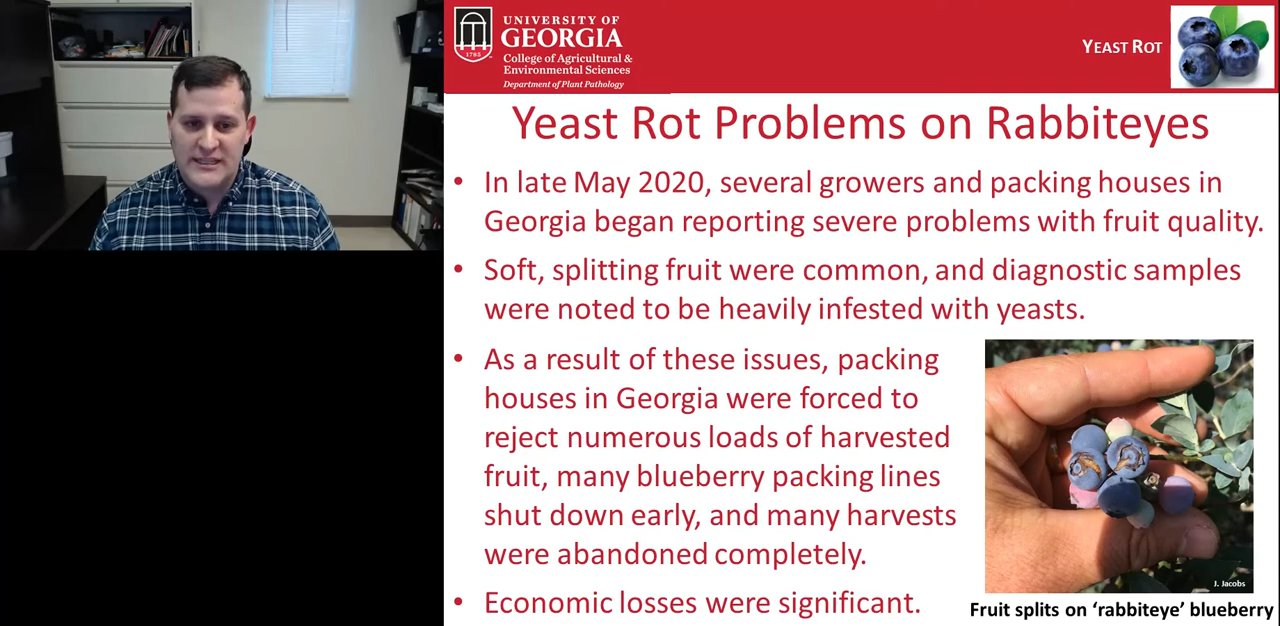 UNIVERSITY OF
GEORGIA
College of Agricultural &
Environmental Sciences
Department of Plant Pathology
1785
YEAST ROT
Yeast Rot Problems on Rabbiteyes
• In late May 2020, several growers and packing houses in
Georgia began reporting severe problems with fruit quality.
• Soft, splitting fruit were common, and diagnostic samples
were noted to be heavily infested with yeasts.
• As a result of these issues, packing
houses in Georgia were forced to
reject numerous loads of harvested
fruit, many blueberry packing lines
shut down early, and many harvests
were abandoned completely.
• Economic losses were significant.
J. Jacobs
Fruit splits on ‘rabbiteye’ blueberry